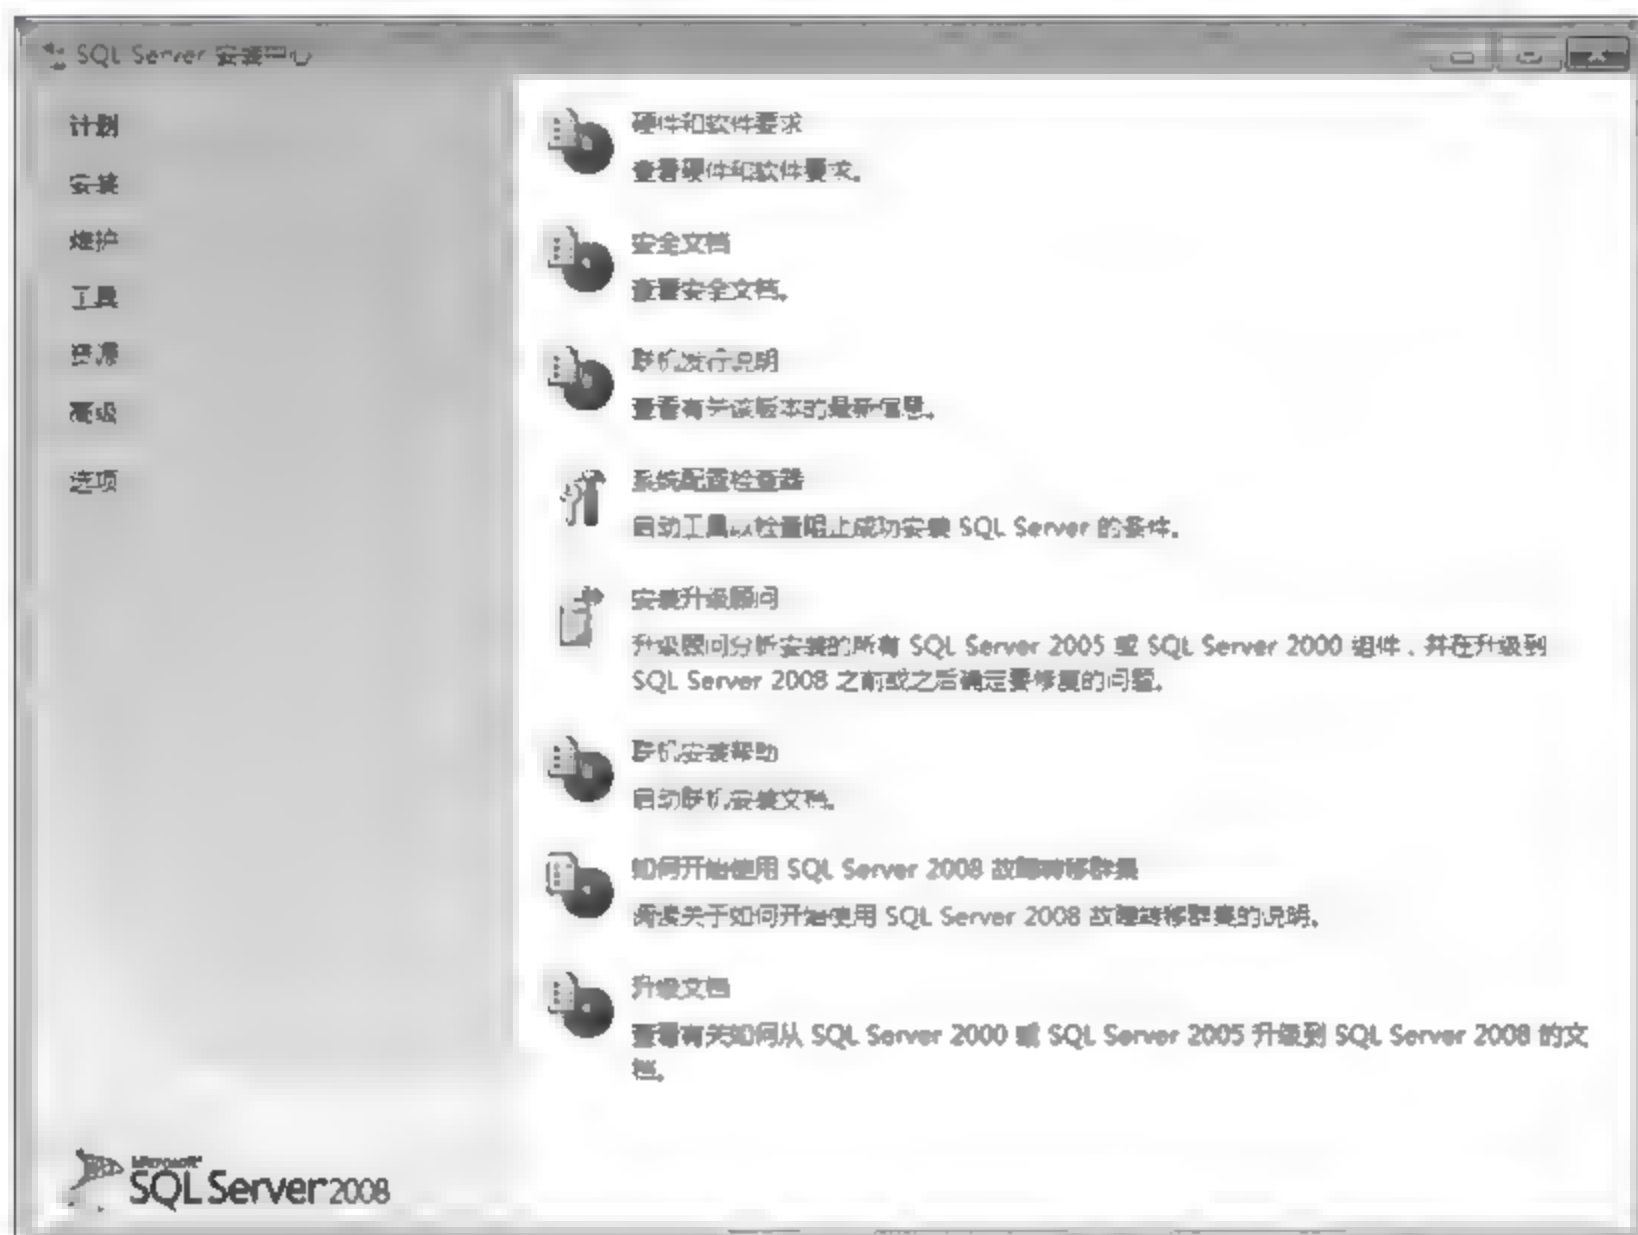 SQL Server 安装中心
计划
安装
维护
工具
资源
高级
选项
硬件和软件要求
查看硬件和软件要求。
安全文档
查看安全文档。
联机发行说明
查看有关该版本的最新信息。
系统配置检查器
启动工具以检查阻止成功安装 SQL Server 的条件。
安装升级顾问
升级顾问分析安装的所有 SQL Server 2005 或 SQL Server 2000 组件，并在升级到
SQL Server 2008 之前或之后确定要修复的问题。
联机安装帮助
启动联机安装文档。
如何开始使用 SQL Server 2008 故障转移群集
阅读关于如何开始使用 SQL Server 2008 故障转移群集的说明。
升级文档
查看有关如何从 SQL Server 2000 或 SQL Server 2005 升级到 SQL Server 2008 的文
档。
Microsoft
SQL Server 2008